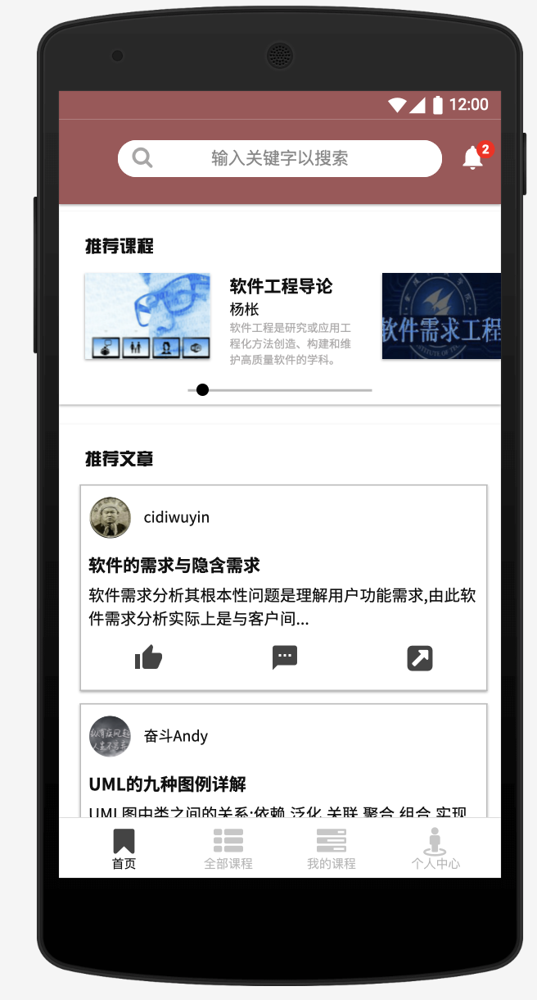 12:00
输入关键字以搜索
2
推荐课程
软件工程导论
杨枨
软件工程是研究或应用工
程化方法创造、构建和维
护高质量软件的学科。
软件需求工程
推荐文章
cidiwuyin
软件的需求与隐含需求
软件需求分析其根本性问题是理解用户功能需求,由此软
件需求分析实际上是与客户间...
奋斗Andy
UML的九种图例详解
UML图中类之间的关系:依赖,泛化,关联,聚合,组合,实现
首页
全部课程
我的课程
个人中心